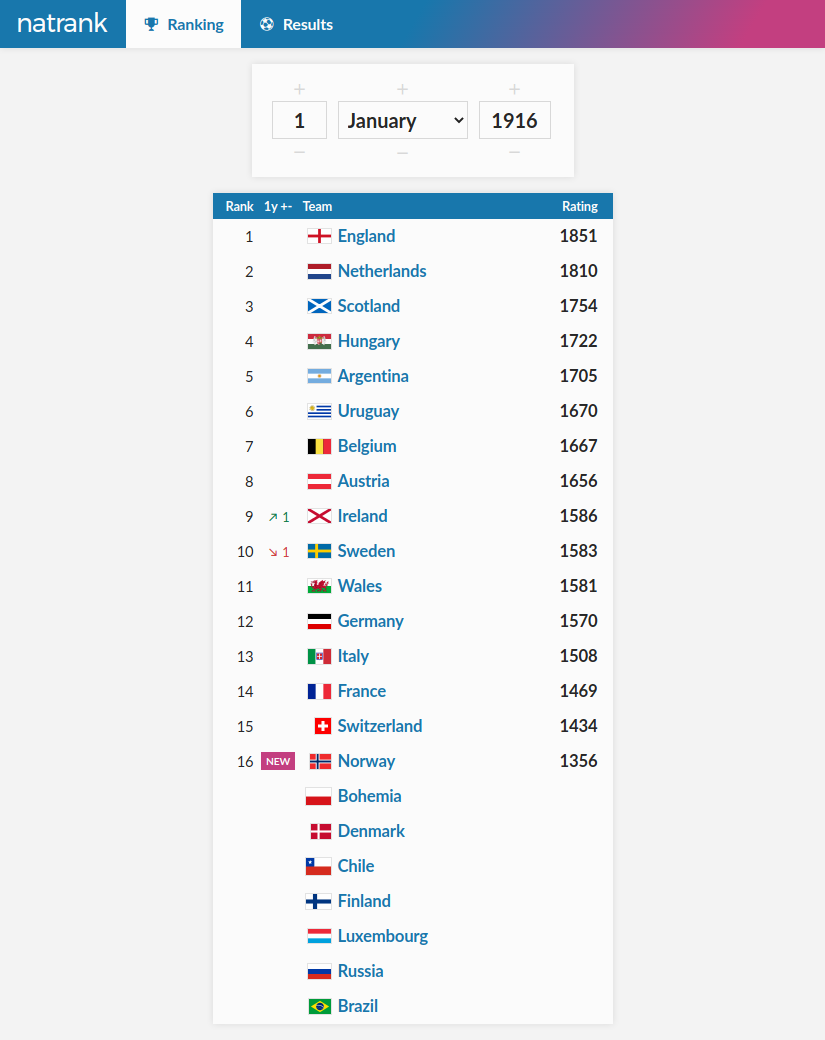 natrank Ranking Results
+ + +
1 January 1916
− − −
Rank 1y +- Team Rating
1 England 1851
2 Netherlands 1810
3 Scotland 1754
4 Hungary 1722
5 Argentina 1705
6 Uruguay 1670
7 Belgium 1667
8 Austria 1656
9 ↗ 1 Ireland 1586
10 ↘ 1 Sweden 1583
11 Wales 1581
12 Germany 1570
13 Italy 1508
14 France 1469
15 Switzerland 1434
16 NEW Norway 1356
Bohemia
Denmark
Chile
Finland
Luxembourg
Russia
Brazil